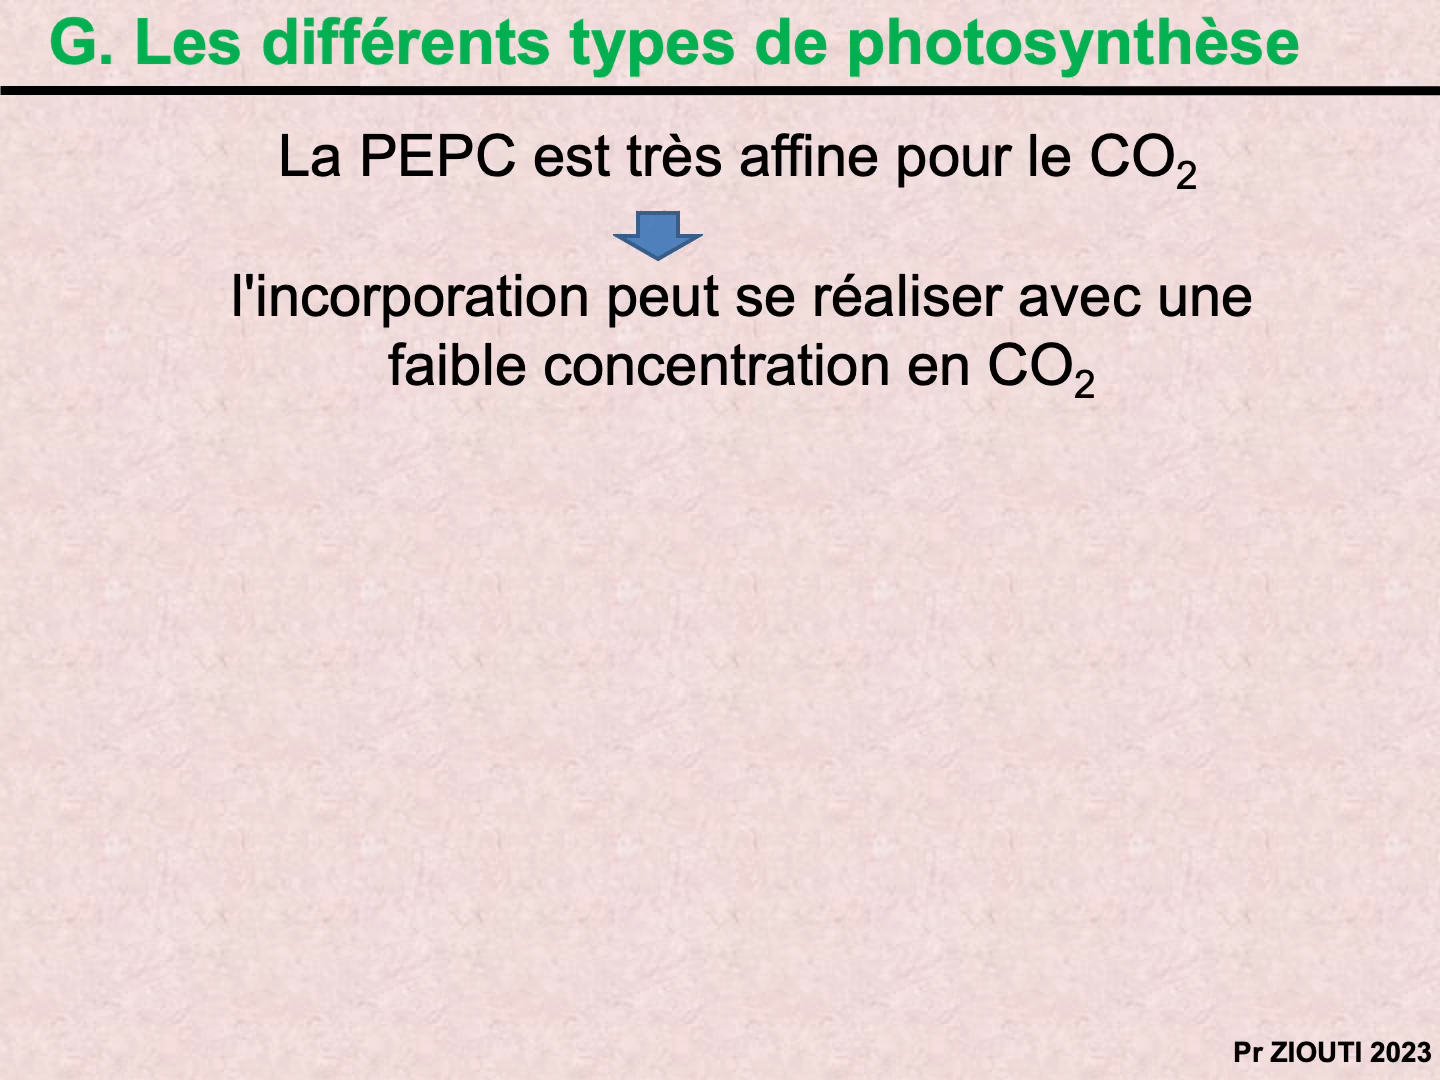 G. Les différents types de photosynthèse
La PEPC est très affine pour le CO₂
l'incorporation peut se réaliser avec une
faible concentration en CO₂
Pr ZIOUTI 2023